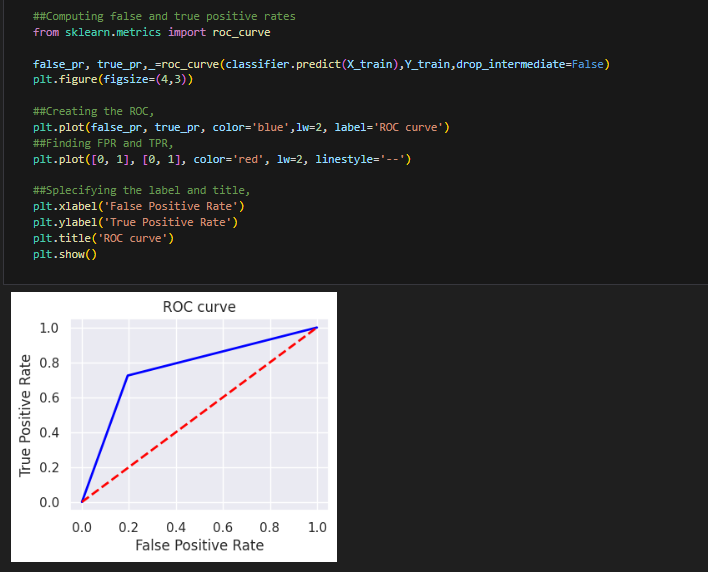 ##Computing false and true positive rates
from sklearn.metrics import roc_curve
false_pr, true_pr,_=roc_curve(classifier.predict(X_train),Y_train,drop_intermediate=False)
plt.figure(figsize=(4,3))
##Creating the ROC,
plt.plot(false_pr, true_pr, color='blue',lw=2, label='ROC curve')
##Finding FPR and TPR,
plt.plot([0, 1], [0, 1], color='red', lw=2, linestyle='--')
##Splecifying the label and title,
plt.xlabel('False Positive Rate')
plt.ylabel('True Positive Rate')
plt.title('ROC curve')
plt.show()
ROC curve
True Positive Rate
1.0
0.8
0.6
0.4
0.2
0.0
0.0 0.2 0.4 0.6 0.8 1.0
False Positive Rate